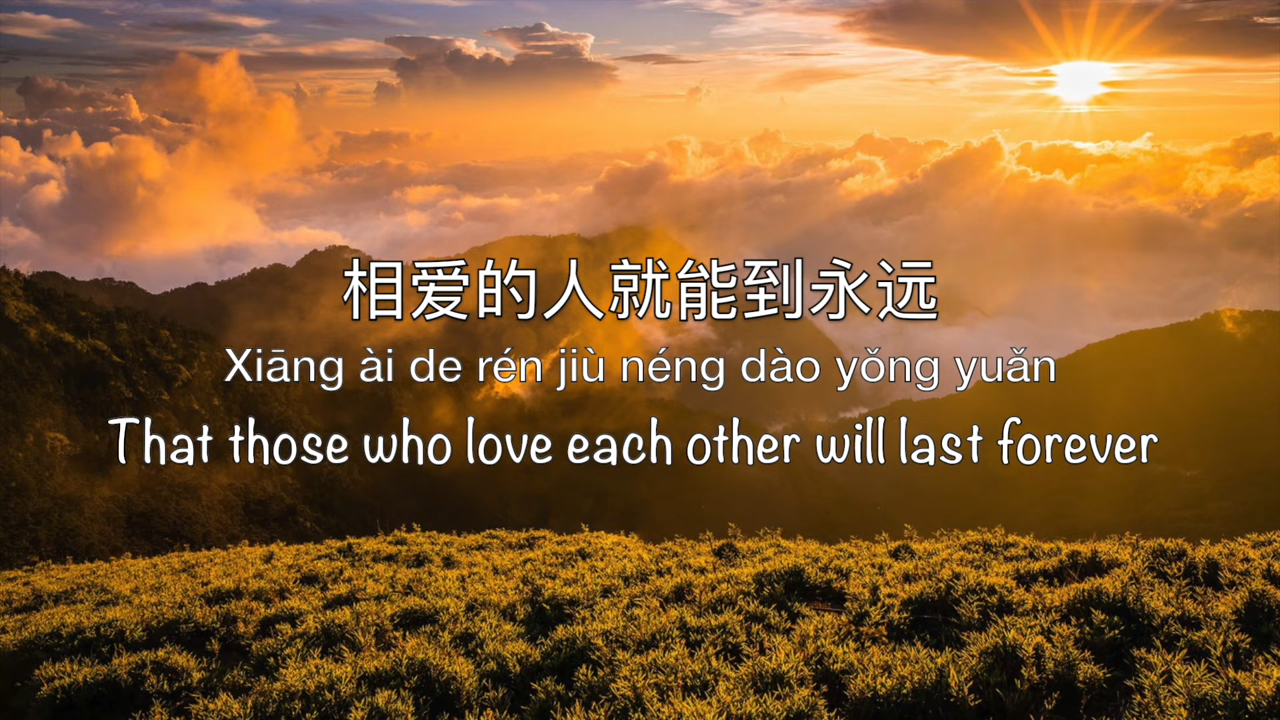 相爱的人就能到永远
Xiāng ài de rén jiù néng dào yǒng yuǎn
That those who love each other will last forever